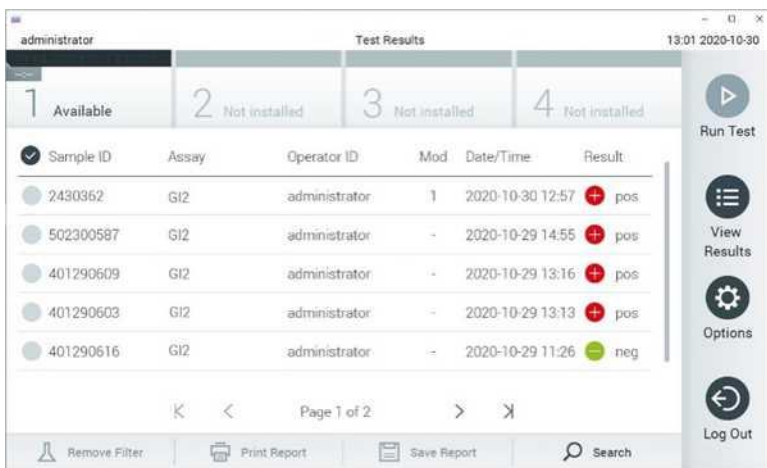 administrator Test Results 13:01 2020-10-30
1 Available 2 Not installed 3 Not installed 4 Not installed
Run Test
Sample ID Assay Operator ID Mod Date/Time Result
2430362 GI2 administrator 1 2020-10-30 12:57 pos
502300587 GI2 administrator - 2020-10-29 14:55 pos
View Results
401290609 GI2 administrator - 2020-10-29 13:16 pos
401290603 GI2 administrator - 2020-10-29 13:13 pos
Options
401290616 GI2 administrator - 2020-10-29 11:26 neg
Page 1 of 2
Log Out
Remove Filter Print Report Save Report Search